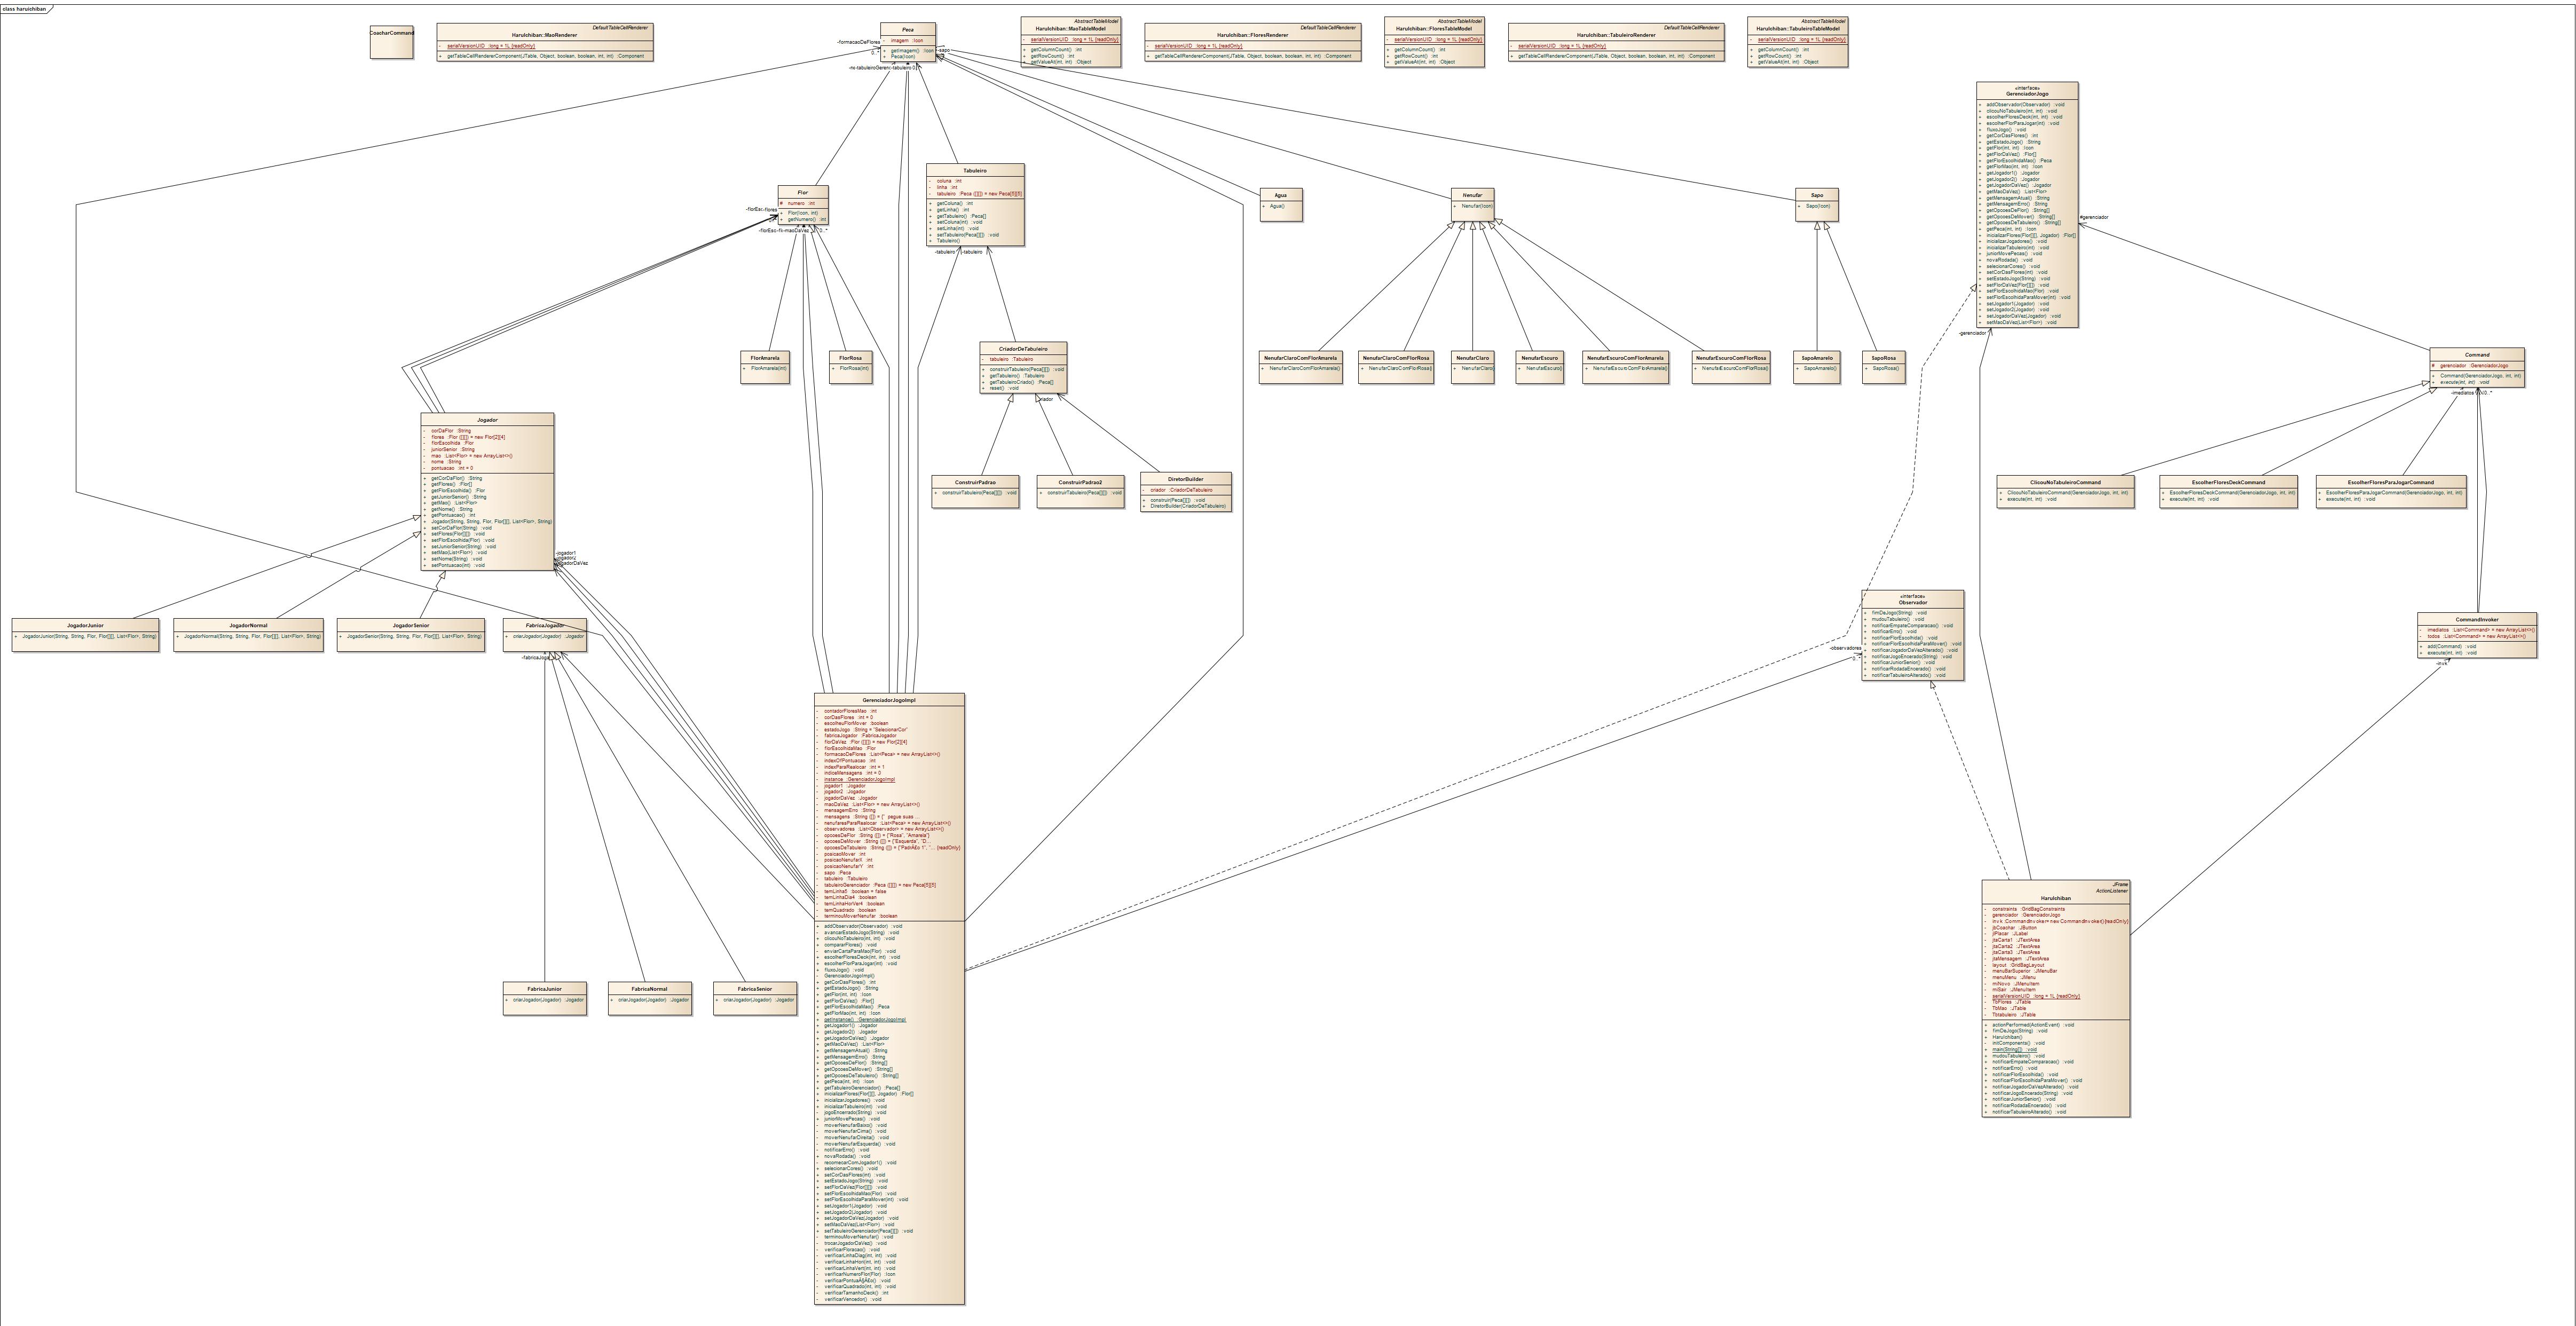 class haruichiban
CoacharCommand
DefaultTableCellRenderer
HaruIchiban::MaoRenderer
- serialVersionUID :long = 1L {readOnly}
+ getTableCellRendererComponent(JTable, Object, boolean, boolean, int, int) :Component
Peca
- imagem :Icon
+ getImagem() :Icon
+ Peca(Icon)
-formacaoDeFlores
0..*
-sapo
AbstractTableModel
HaruIchiban::MaoTableModel
- serialVersionUID :long = 1L {readOnly}
+ getColumnCount() :int
+ getRowCount() :int
+ getValueAt(int, int) :Object
DefaultTableCellRenderer
HaruIchiban::FloresRenderer
- serialVersionUID :long = 1L {readOnly}
+ getTableCellRendererComponent(JTable, Object, boolean, boolean, int, int) :Component
AbstractTableModel
HaruIchiban::FloresTableModel
- serialVersionUID :long = 1L {readOnly}
+ getColumnCount() :int
+ getRowCount() :int
+ getValueAt(int, int) :Object
DefaultTableCellRenderer
HaruIchiban::TabuleiroRenderer
- serialVersionUID :long = 1L {readOnly}
+ getTableCellRendererComponent(JTable, Object, boolean, boolean, int, int) :Component
AbstractTableModel
HaruIchiban::TabuleiroTableModel
- serialVersionUID :long = 1L {readOnly}
+ getColumnCount() :int
+ getRowCount() :int
+ getValueAt(int, int) :Object
«interface»
GerenciadorJogo
+ addObservador(Observador) :void
+ clicouNoTabuleiro(int, int) :void
+ escolherFloresDeck(int, int) :void
+ escolherFlorParaJogar(int) :void
+ fluxoJogo() :void
+ getCorDasFlores() :int
+ getEstadoJogo() :String
+ getFlor(int, int) :Icon
+ getFlorDaVez() :Flor[]
+ getFlorEscolhidaMao() :Peca
+ getFlorMao(int, int) :Icon
+ getJogador1() :Jogador
+ getJogador2() :Jogador
+ getJogadorDaVez() :Jogador
+ getMaoDaVez() :List<Flor>
+ getMensagemAtual() :String
+ getMensagemErro() :String
+ getOpcoesDeFlor() :String[]
+ getOpcoesDeMover() :String[]
+ getOpcoesDeTabuleiro() :String[]
+ getPeca(int, int) :Icon
+ inicializarFlores(Flor[][], Jogador) :Flor[]
+ inicializarJogadores() :void
+ inicializarTabuleiro(int) :void
+ juniorMovePecas() :void
+ novaRodada() :void
+ selecionarCores() :void
+ setCorDasFlores(int) :void
+ setEstadoJogo(String) :void
+ setFlorDaVez(Flor[][]) :void
+ setFlorEscolhidaMao(Flor) :void
+ setFlorEscolhidaParaMover(int) :void
+ setJogador1(Jogador) :void
+ setJogador2(Jogador) :void
+ setJogadorDaVez(Jogador) :void
+ setMaoDaVez(List<Flor>) :void
#gerenciador
-gerenciador
Flor
# numero :int
+ Flor(Icon, int)
+ getNumero() :int
Tabuleiro
- coluna :int
- linha :int
- tabuleiro :Peca ([][]) = new Peca[5][5]
+ getColuna() :int
+ getLinha() :int
+ getTabuleiro() :Peca[]
+ setColuna(int) :void
+ setLinha(int) :void
+ setTabuleiro(Peca[][]) :void
+ Tabuleiro()
-tabuleiro
-tabuleiro
Agua
+ Agua()
Nenufar
+ Nenufar(Icon)
Sapo
+ Sapo(Icon)
FlorAmarela
+ FlorAmarela(int)
FlorRosa
+ FlorRosa(int)
CriadorDeTabuleiro
- tabuleiro :Tabuleiro
+ construirTabuleiro(Peca[][]) :void
+ getTabuleiro() :Tabuleiro
+ getTabuleiroCriado() :Peca[]
+ reset() :void
NenufarClaroComFlorAmarela
+ NenufarClaroComFlorAmarela()
NenufarClaroComFlorRosa
+ NenufarClaroComFlorRosa()
NenufarClaro
+ NenufarClaro()
NenufarEscuro
+ NenufarEscuro()
NenufarEscuroComFlorAmarela
+ NenufarEscuroComFlorAmarela()
NenufarEscuroComFlorRosa
+ NenufarEscuroComFlorRosa()
SapoAmarelo
+ SapoAmarelo()
SapoRosa
+ SapoRosa()
Command
# gerenciador :GerenciadorJogo
+ Command(GerenciadorJogo, int, int)
+ execute(int, int) :void
Jogador
- corDaFlor :String
- flores :Flor ([][]) = new Flor[2][4]
- florEscolhida :Flor
- juniorSenior :String
- mao :List<Flor> = new ArrayList<>()
- nome :String
- pontuacao :int = 0
+ getCorDaFlor() :String
+ getFlores() :Flor[]
+ getFlorEscolhida() :Flor
+ getJuniorSenior() :String
+ getMao() :List<Flor>
+ getNome() :String
+ getPontuacao() :int
+ Jogador(String, String, Flor, Flor[][], List<Flor>, String)
+ setCorDaFlor(String) :void
+ setFlores(Flor[][]) :void
+ setFlorEscolhida(Flor) :void
+ setJuniorSenior(String) :void
+ setMao(List<Flor>) :void
+ setNome(String) :void
+ setPontuacao(int) :void
-jogador1
ConstruirPadrao
+ construirTabuleiro(Peca[][]) :void
ConstruirPadrao2
+ construirTabuleiro(Peca[][]) :void
DiretorBuilder
- criador :CriadorDeTabuleiro
+ construir(Peca[][]) :void
+ DiretorBuilder(CriadorDeTabuleiro)
ClicouNoTabuleiroCommand
+ ClicouNoTabuleiroCommand(GerenciadorJogo, int, int)
+ execute(int, int) :void
EscolherFloresDeckCommand
+ EscolherFloresDeckCommand(GerenciadorJogo, int, int)
+ execute(int, int) :void
EscolherFloresParaJogarCommand
+ EscolherFloresParaJogarCommand(GerenciadorJogo, int, int)
+ execute(int, int) :void
JogadorJunior
+ JogadorJunior(String, String, Flor, Flor[][], List<Flor>, String)
JogadorNormal
+ JogadorNormal(String, String, Flor, Flor[][], List<Flor>, String)
JogadorSenior
+ JogadorSenior(String, String, Flor, Flor[][], List<Flor>, String)
FabricaJogador
+ criarJogador(Jogador) :Jogador
«interface»
Observador
+ fimDeJogo(String) :void
+ mudouTabuleiro() :void
+ notificarEmpateComparacao() :void
+ notificarErro() :void
+ notificarFlorEscolhida() :void
+ notificarFlorEscolhidaParaMover() :void
+ notificarJogadorDaVezAlterado() :void
+ notificarJogoEncerado(String) :void
+ notificarJuniorSenior() :void
+ notificarRodadaEncerado() :void
+ notificarTabuleiroAlterado() :void
-observadores
0..*
CommandInvoker
- imediatos :List<Command> = new ArrayList<>()
- todos :List<Command> = new ArrayList<>()
+ add(Command) :void
+ execute(int, int) :void
GerenciadorJogoImpl
- contadorFloresMao :int
- corDasFlores :int = 0
- escolheuFlorMover :boolean
- estadoJogo :String = "SelecionarCor"
- fabricaJogador :FabricaJogador
- florDaVez :Flor ([][]) = new Flor[2][4]
- florEscolhidaMao :Flor
- formacaoDeFlores :List<Peca> = new ArrayList<>()
- indexOfPontuacao :int
- indexParaRealocar :int = 1
- indiceMensagens :int = 0
- instance :GerenciadorJogoImpl
- jogador1 :Jogador
- jogador2 :Jogador
- jogadorDaVez :Jogador
- maoDaVez :List<Flor> = new ArrayList<>()
- mensagemErro :String
- mensagens :String ([]) = {" pegue suas ...
- nenufaresParaRealocar :List<Peca> = new ArrayList<>()
- observadores :List<Observador> = new ArrayList<>()
- opcoesDeFlor :String ([]) = {"Rosa", "Amarela"}
- opcoesDeMover :String ([]) = {"Esquerda", "D...
- opcoesDeTabuleiro :String ([]) = {"PadrÃ£o 1", "... {readOnly}
- posicaoMover :int
- posicaoNenufarX :int
- posicaoNenufarY :int
- sapo :Peca
- tabuleiro :Tabuleiro
- tabuleiroGerenciador :Peca ([][]) = new Peca[5][5]
- temLinha5 :boolean = false
- temLinhaDia4 :boolean
- temLinhaHorVer4 :boolean
- temQuadrado :boolean
- terminouMoverNenufar :boolean
+ addObservador(Observador) :void
- avancarEstadoJogo(String) :void
+ clicouNoTabuleiro(int, int) :void
+ compararFlores() :void
- enviarCartaParaMao(Flor) :void
+ escolherFloresDeck(int, int) :void
+ escolherFlorParaJogar(int) :void
+ fluxoJogo() :void
- GerenciadorJogoImpl()
+ getCorDasFlores() :int
+ getEstadoJogo() :String
+ getFlor(int, int) :Icon
+ getFlorDaVez() :Flor[]
+ getFlorEscolhidaMao() :Peca
+ getFlorMao(int, int) :Icon
+ getInstance() :GerenciadorJogoImpl
+ getJogador1() :Jogador
+ getJogador2() :Jogador
+ getJogadorDaVez() :Jogador
+ getMaoDaVez() :List<Flor>
+ getMensagemAtual() :String
+ getMensagemErro() :String
+ getOpcoesDeFlor() :String[]
+ getOpcoesDeMover() :String[]
+ getOpcoesDeTabuleiro() :String[]
+ getPeca(int, int) :Icon
+ getTabuleiroGerenciador() :Peca[]
+ inicializarFlores(Flor[][], Jogador) :Flor[]
+ inicializarJogadores() :void
+ inicializarTabuleiro(int) :void
- jogoEncerrado(String) :void
+ juniorMovePecas() :void
- moverNenufarBaixo() :void
- moverNenufarCima() :void
- moverNenufarDireita() :void
- moverNenufarEsquerda() :void
- notificarErro() :void
+ novaRodada() :void
- recomecarComJogador1() :void
+ selecionarCores() :void
+ setCorDasFlores(int) :void
+ setEstadoJogo(String) :void
+ setFlorDaVez(Flor[][]) :void
+ setFlorEscolhidaMao(Flor) :void
+ setFlorEscolhidaParaMover(int) :void
+ setJogador1(Jogador) :void
+ setJogador2(Jogador) :void
+ setJogadorDaVez(Jogador) :void
+ setMaoDaVez(List<Flor>) :void
+ setTabuleiroGerenciador(Peca[][]) :void
- terminouMoverNenufar() :void
- trocarJogadorDaVez() :void
- verificarFloracao() :void
- verificarLinhaDiag(int, int) :void
- verificarLinhaHori(int, int) :void
- verificarLinhaVert(int, int) :void
- verificarNumeroFlor(Flor) :Icon
- verificarPontuaÃ§Ã£o() :void
- verificarQuadrado(int, int) :void
- verificarTamanhoDeck() :int
- verificarVencedor() :void
FabricaJunior
+ criarJogador(Jogador) :Jogador
FabricaNormal
+ criarJogador(Jogador) :Jogador
FabricaSenior
+ criarJogador(Jogador) :Jogador
JFrame
ActionListener
HaruIchiban
- constraints :GridBagConstraints
- gerenciador :GerenciadorJogo
- invk :CommandInvoker = new CommandInvoker() {readOnly}
- jbCoachar :JButton
- jlPlacar :JLabel
- jtaCarta1 :JTextArea
- jtaCarta2 :JTextArea
- jtaCarta3 :JTextArea
- jtaMensagem :JTextArea
- layout :GridBagLayout
- menuBarSuperior :JMenuBar
- menuMenu :JMenu
- miNovo :JMenuItem
- miSair :JMenuItem
- serialVersionUID :long = 1L {readOnly}
- TbFlores :JTable
- TbMao :JTable
- Tbtabuleiro :JTable
+ actionPerformed(ActionEvent) :void
+ fimDeJogo(String) :void
+ HaruIchiban()
- initComponents() :void
+ main(String[]) :void
+ mudouTabuleiro() :void
+ notificarEmpateComparacao() :void
+ notificarErro() :void
+ notificarFlorEscolhida() :void
+ notificarFlorEscolhidaParaMover() :void
+ notificarJogadorDaVezAlterado() :void
+ notificarJogoEncerado(String) :void
+ notificarJuniorSenior() :void
+ notificarRodadaEncerado() :void
+ notificarTabuleiroAlterado() :void